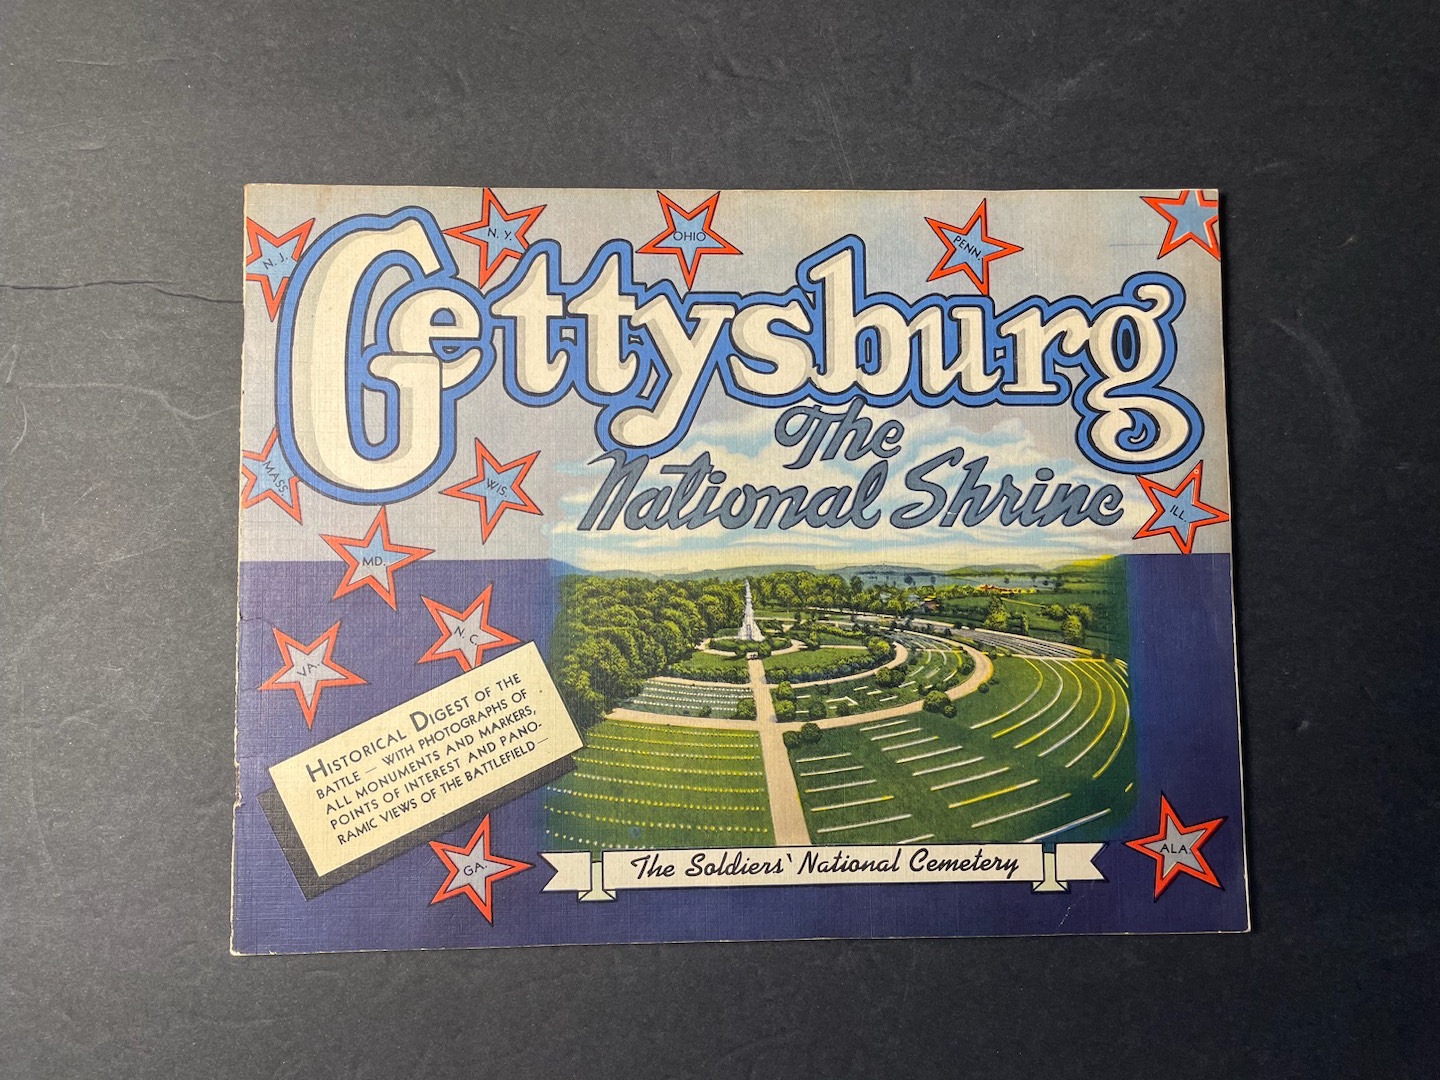 N. J.
N. Y.
OHIO
PENN.
Gettysburg
The
National Shrine
MASS
WIS.
ILL.
MD.
N. C.
VA.
HISTORICAL DIGEST OF THE
BATTLE — WITH PHOTOGRAPHS OF
ALL MONUMENTS AND MARKERS,
POINTS OF INTEREST AND PANO-
RAMIC VIEWS OF THE BATTLEFIELD —
GA.
The Soldiers' National Cemetery
ALA.